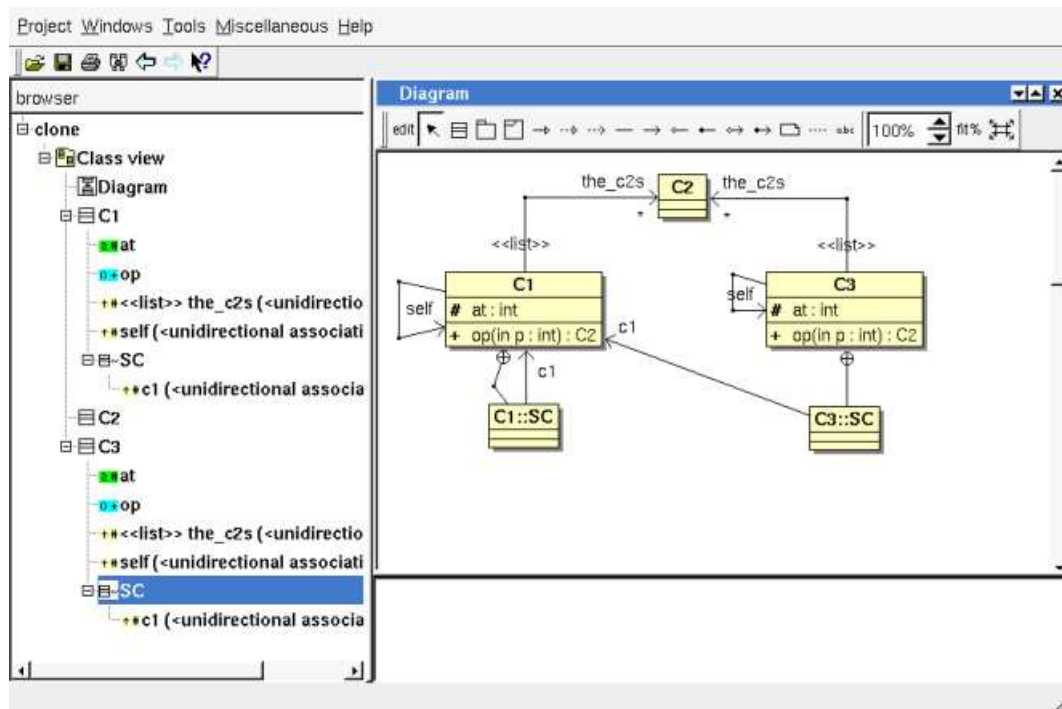 Project Windows Tools Miscellaneous Help
browser
clone
Class view
Diagram
C1
at
op
<<list>> the_c2s (<unidirectio
self (<unidirectional associati
SC
c1 (<unidirectional associa
C2
C3
at
op
<<list>> the_c2s (<unidirectio
self (<unidirectional associati
SC
c1 (<unidirectional associa
Diagram
edit abc 100% fit%
the_c2s C2 the_c2s
* *
<<list>> <<list>>
C1 C3
self # at : int self # at : int
+ op(in p : int) : C2 c1 + op(in p : int) : C2
c1
C1::SC C3::SC